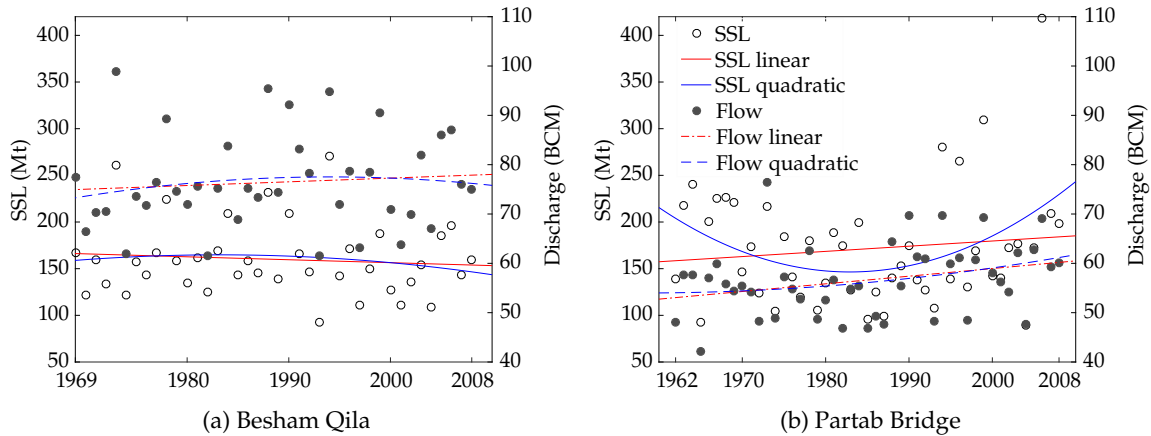 400
350
300
250
200
150
100
50
SSL (Mt)
110
100
90
80
70
60
50
40
Discharge (BCM)
1969 1980 1990 2000 2008
(a) Besham Qila
400
350
300
250
200
150
100
50
SSL (Mt)
SSL
SSL linear
SSL quadratic
Flow
Flow linear
Flow quadratic
110
100
90
80
70
60
50
40
Discharge (BCM)
1962 1970 1980 1990 2000 2008
(b) Partab Bridge